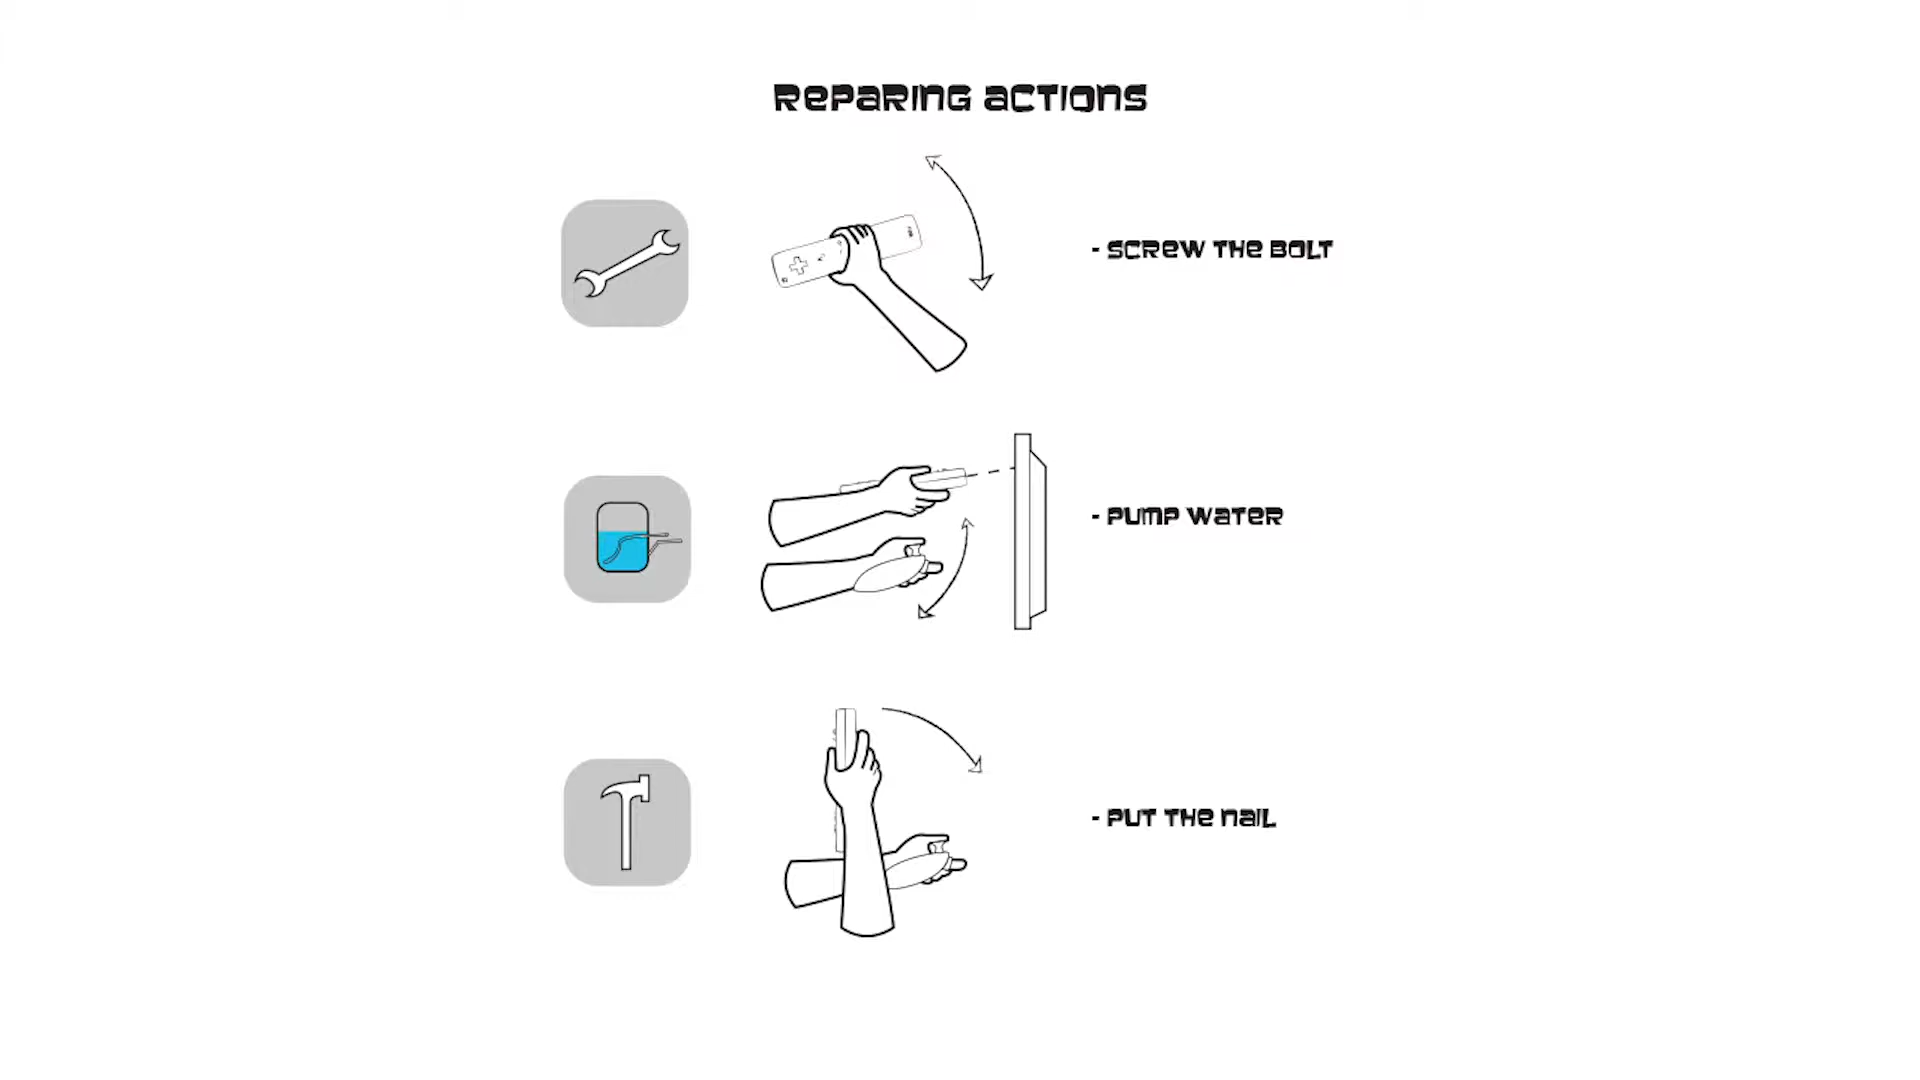 REPARING ACTIONS
- SCREW THE BOLT
- PUMP WATER
- PUT THE NAIL